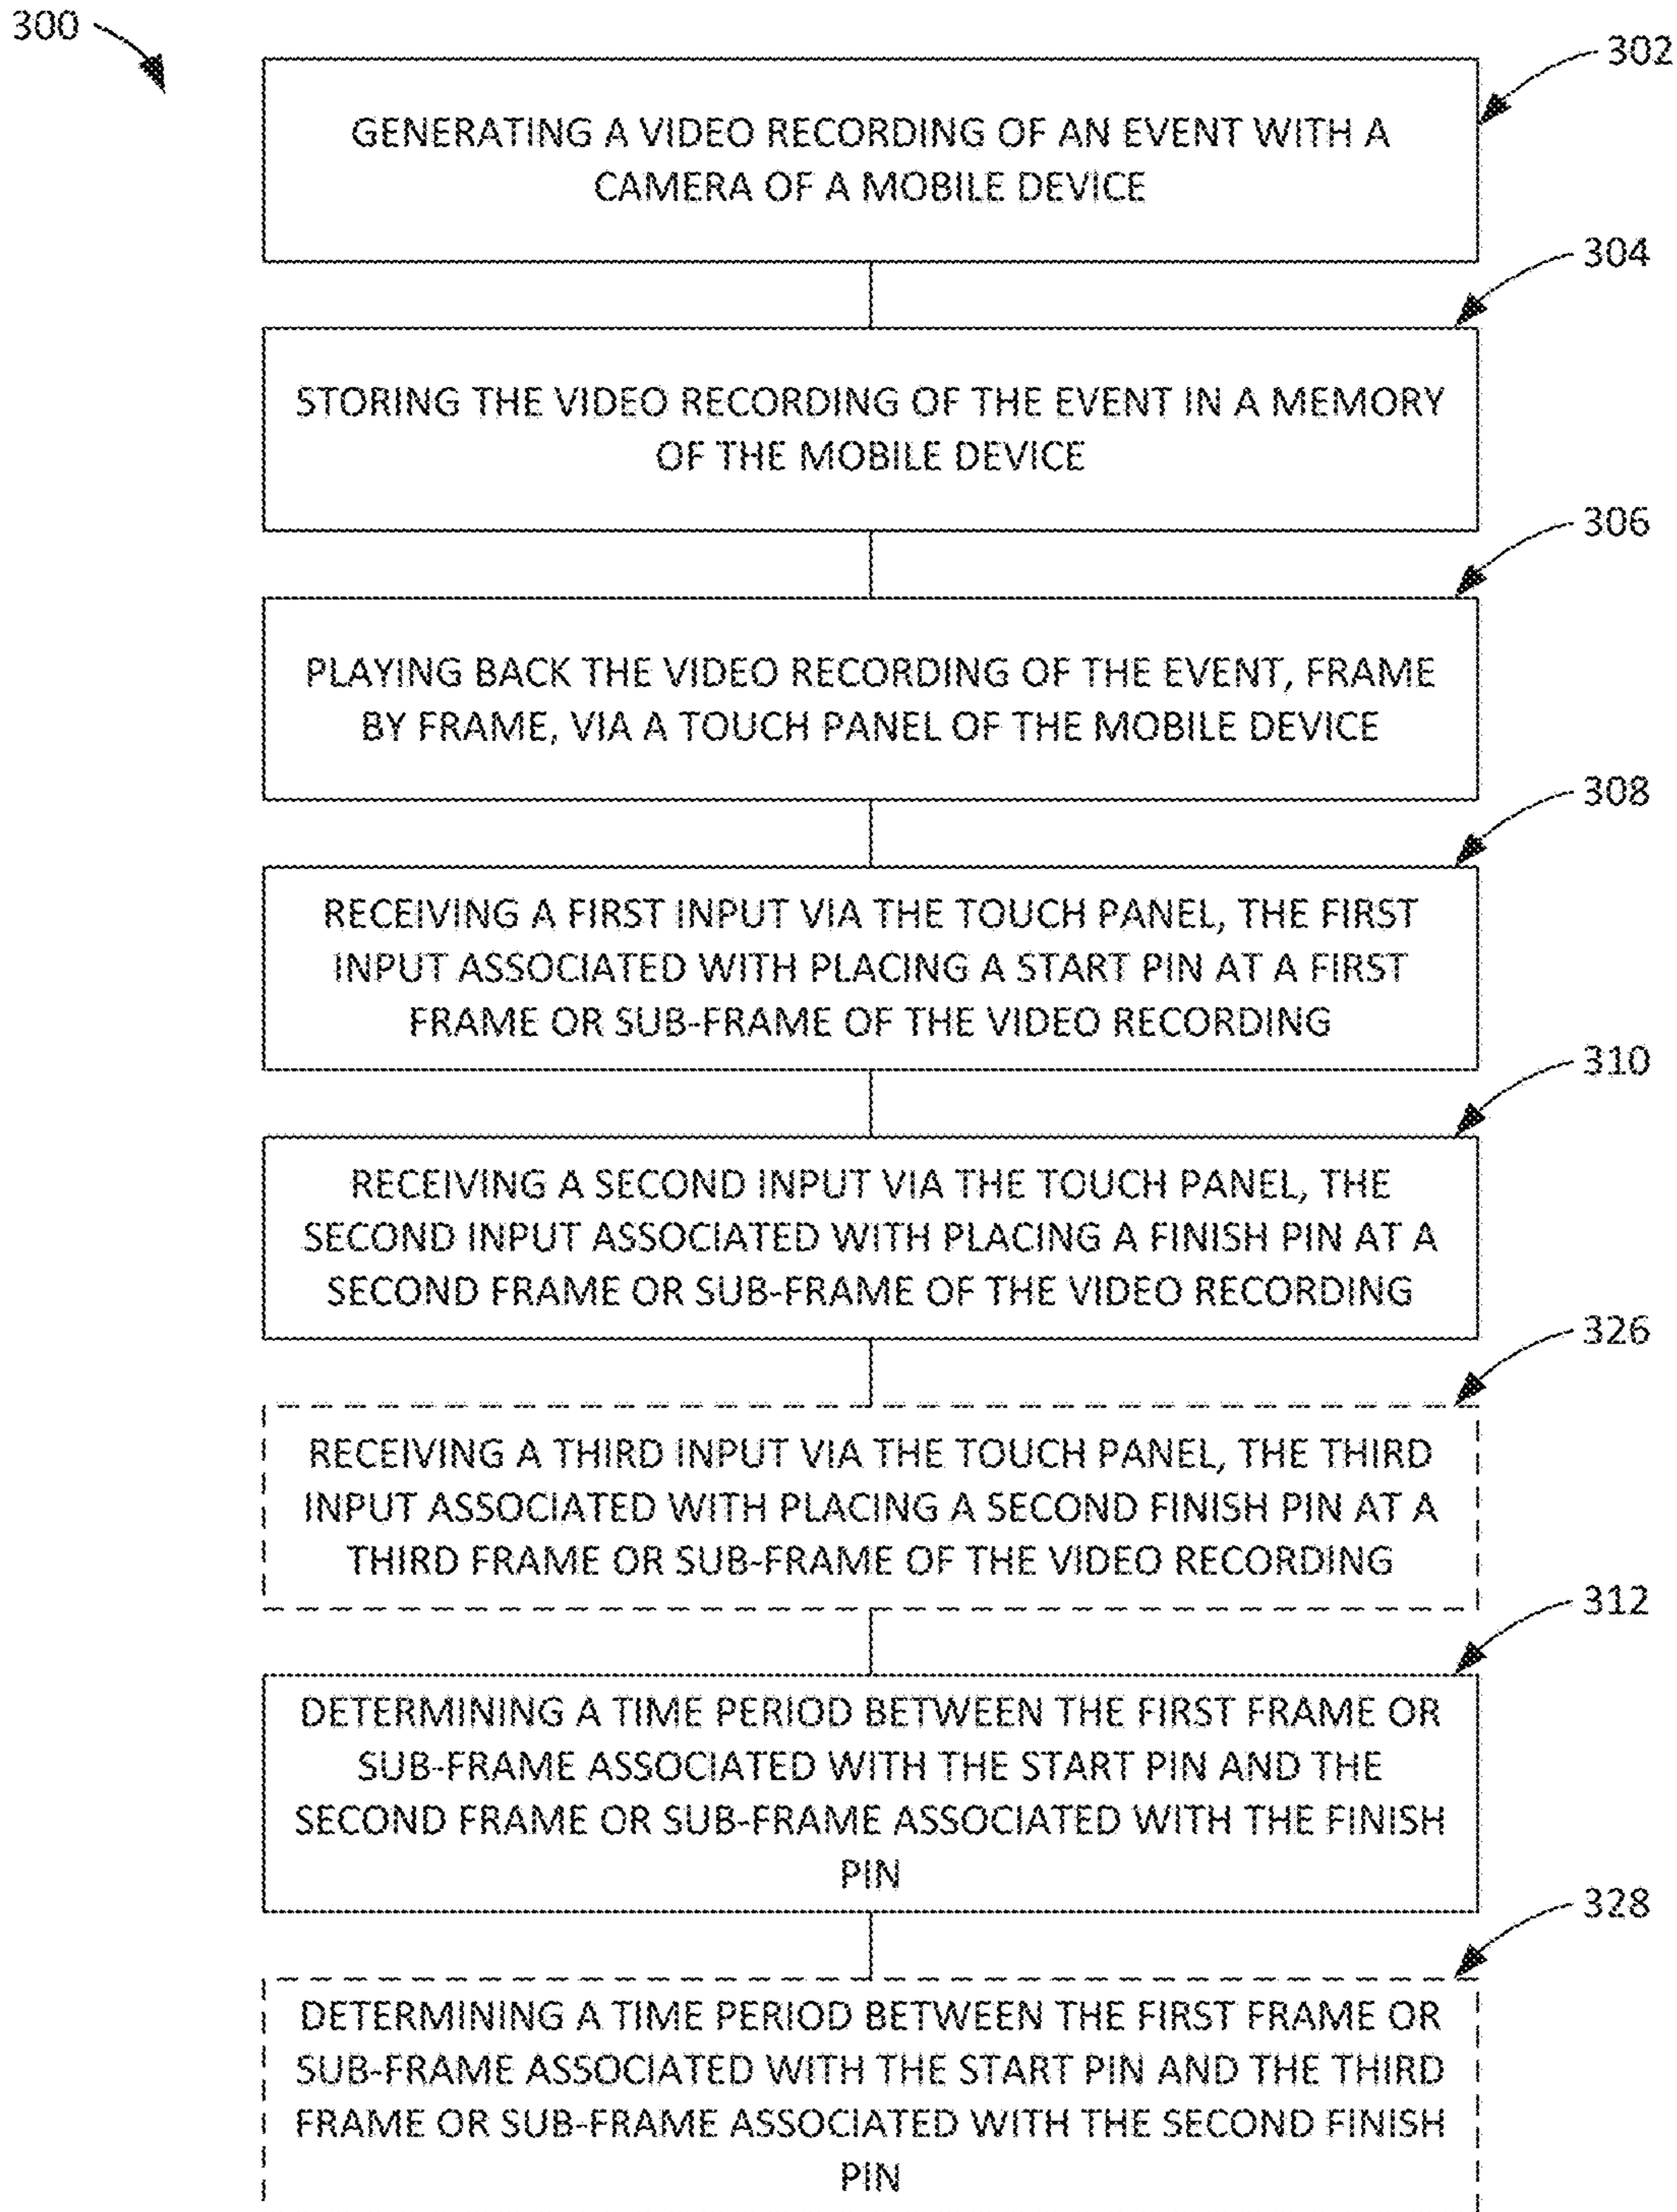 300
302
GENERATING A VIDEO RECORDING OF AN EVENT WITH A
CAMERA OF A MOBILE DEVICE
304
STORING THE VIDEO RECORDING OF THE EVENT IN A MEMORY
OF THE MOBILE DEVICE
306
PLAYING BACK THE VIDEO RECORDING OF THE EVENT, FRAME
BY FRAME, VIA A TOUCH PANEL OF THE MOBILE DEVICE
308
RECEIVING A FIRST INPUT VIA THE TOUCH PANEL, THE FIRST
INPUT ASSOCIATED WITH PLACING A START PIN AT A FIRST
FRAME OR SUB-FRAME OF THE VIDEO RECORDING
310
RECEIVING A SECOND INPUT VIA THE TOUCH PANEL, THE
SECOND INPUT ASSOCIATED WITH PLACING A FINISH PIN AT A
SECOND FRAME OR SUB-FRAME OF THE VIDEO RECORDING
326
RECEIVING A THIRD INPUT VIA THE TOUCH PANEL, THE THIRD
INPUT ASSOCIATED WITH PLACING A SECOND FINISH PIN AT A
THIRD FRAME OR SUB-FRAME OF THE VIDEO RECORDING
312
DETERMINING A TIME PERIOD BETWEEN THE FIRST FRAME OR
SUB-FRAME ASSOCIATED WITH THE START PIN AND THE
SECOND FRAME OR SUB-FRAME ASSOCIATED WITH THE FINISH
PIN
328
DETERMINING A TIME PERIOD BETWEEN THE FIRST FRAME OR
SUB-FRAME ASSOCIATED WITH THE START PIN AND THE THIRD
FRAME OR SUB-FRAME ASSOCIATED WITH THE SECOND FINISH
PIN